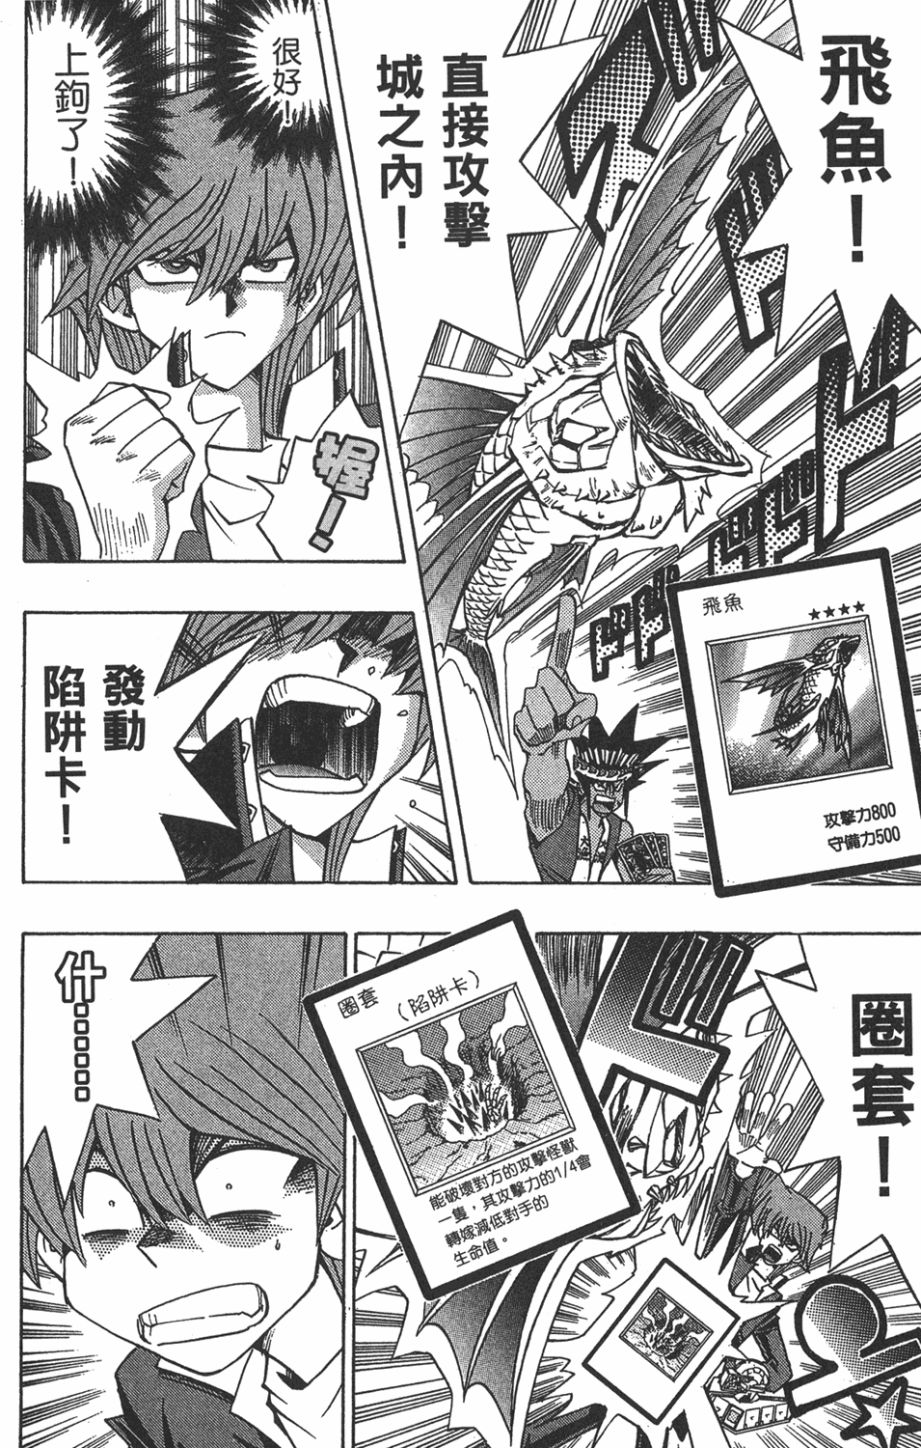 飛魚！
直接攻擊
城之內！
飛魚
★★★★
攻擊力800
守備力500
很好！
上鉤了！
握！
發動
陷阱卡！
圈套！
圈套
（陷阱卡）
能破壞對方的攻擊怪獸
一隻，其攻擊力的1/4會
轉嫁減低對手的
生命值。
什……